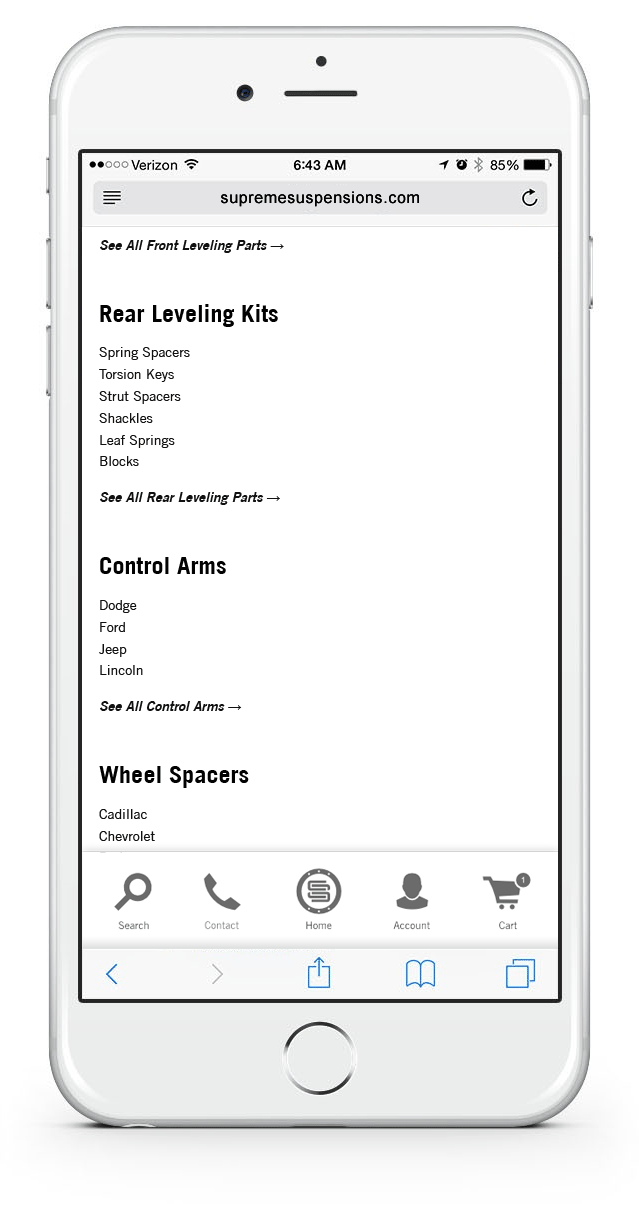 Verizon 6:43 AM 85%
supremesuspensions.com
See All Front Leveling Parts →
Rear Leveling Kits
Spring Spacers
Torsion Keys
Strut Spacers
Shackles
Leaf Springs
Blocks
See All Rear Leveling Parts →
Control Arms
Dodge
Ford
Jeep
Lincoln
See All Control Arms →
Wheel Spacers
Cadillac
Chevrolet
1
Search Contact Home Account Cart